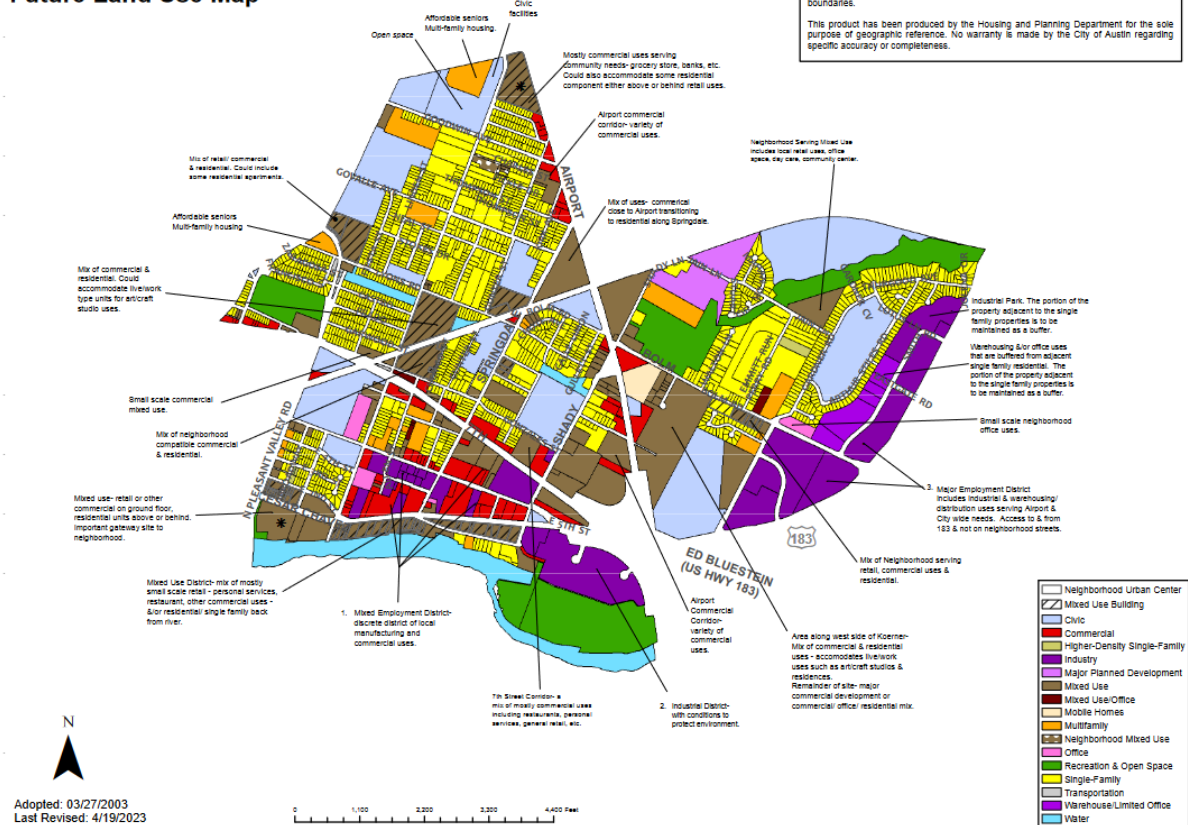 Future Land Use Map
boundaries.
This product has been produced by the Housing and Planning Department for the sole
purpose of geographic reference. No warranty is made by the City of Austin regarding
specific accuracy or completeness.
Civic
facilities
Affordable seniors
Multi-family housing.
Open space
Mostly commercial uses serving
community needs- grocery store, banks, etc.
Could also accommodate some residential
component either above or behind retail uses.
Airport commercial
corridor- variety of
commercial uses.
Neighborhood Serving Mixed Use
includes local retail uses, office
space, day care, community center.
Mix of retail/ commercial
& residential. Could include
some residential apartments.
Affordable seniors
Multi-family housing
Mix of uses- commerical
close to Airport transitioning
to residential along Springdale.
Mix of commercial &
residential. Could
accommodate live/work
type units for art/craft
studio uses.
Industrial Park. The portion of the
property adjacent to the single
family properties is to be
maintained as a buffer.
Warehousing &/or office uses
that are buffered from adjacent
single family residential. The
portion of the property adjacent
to the single family properties is
to be maintained as a buffer.
Small scale commercial
mixed use.
Small scale neighborhood
office uses.
Mix of neighborhood
compatible commercial
& residential.
3. Major Employment District
includes industrial & warehousing/
distribution uses serving Airport &
City wide needs. Access to & from
183 & not on neighborhood streets.
Mixed use- retail or other
commercial on ground floor,
residential units above or behind.
Important gateway site to
neighborhood.
Mix of Neighborhood serving
retail, commercial uses &
residential.
Mixed Use District- mix of mostly
small scale retail - personal services,
restaurant, other commercial uses -
&/or residential/ single family back
from river.
1. Mixed Employment District-
discrete district of local
manufacturing and
commercial uses.
Airport
Commercial
Corridor-
variety of
commercial
uses.
Area along west side of Koerner-
Mix of commercial & residential
uses - accomodates live/work
uses such as art/craft studios &
residences.
Remainder of site- major
commercial development or
commercial/ office/ residential mix.
7th Street Corridor- a
mix of mostly commercial uses
including restaurants, personal
services, general retail, etc.
2. Industrial District-
with conditions to
protect environment.
AIRPORT
GOODWIN AVE
GOVALLE AVE
SPRINGDALE
SHADY
BOLM
7TH
N PLEASANT VALLEY RD
E 5TH ST
ED BLUESTEIN
(US HWY 183)
183
Neighborhood Urban Center
Mixed Use Building
Civic
Commercial
Higher-Density Single-Family
Industry
Major Planned Development
Mixed Use
Mixed Use/Office
Mobile Homes
Multifamily
Neighborhood Mixed Use
Office
Recreation & Open Space
Single-Family
Transportation
Warehouse/Limited Office
Water
N
Adopted: 03/27/2003
Last Revised: 4/19/2023
0 1,100 2,200 3,300 4,400 Feet